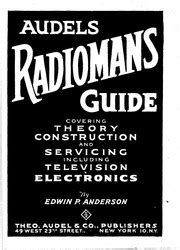 AUDELS
RADIOMANS
GUIDE
COVERING
THEORY
CONSTRUCTION
AND
SERVICING
INCLUDING
TELEVISION
ELECTRONICS
By
EDWIN P. ANDERSON
THEO. AUDEL & CO., PUBLISHERS
49 WEST 23RD STREET, NEW YORK 10, N.Y.